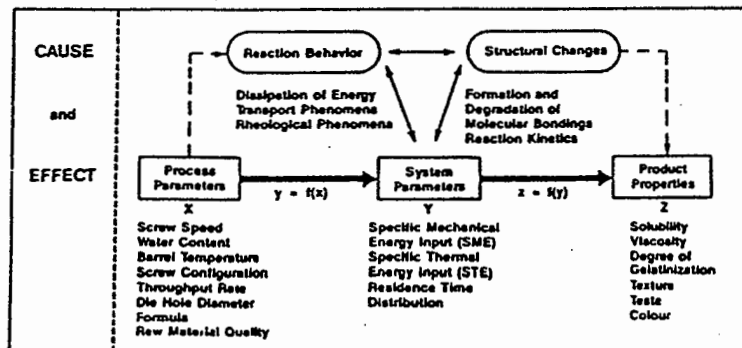 CAUSE
and
EFFECT
Reaction Behavior
Structural Changes
Dissipation of Energy
Transport Phenomena
Rheological Phenomena
Formation and
Degradation of
Molecular Bondings
Reaction Kinetics
Process
Parameters
X
y = f(x)
System
Parameters
Y
z = f(y)
Product
Properties
Z
Screw Speed
Water Content
Barrel Temperature
Screw Configuration
Throughput Rate
Die Hole Diameter
Formula
Raw Material Quality
Specific Mechanical
Energy Input (SME)
Specific Thermal
Energy Input (STE)
Residence Time
Distribution
Solubility
Viscosity
Degree of
Gelatinization
Texture
Taste
Colour